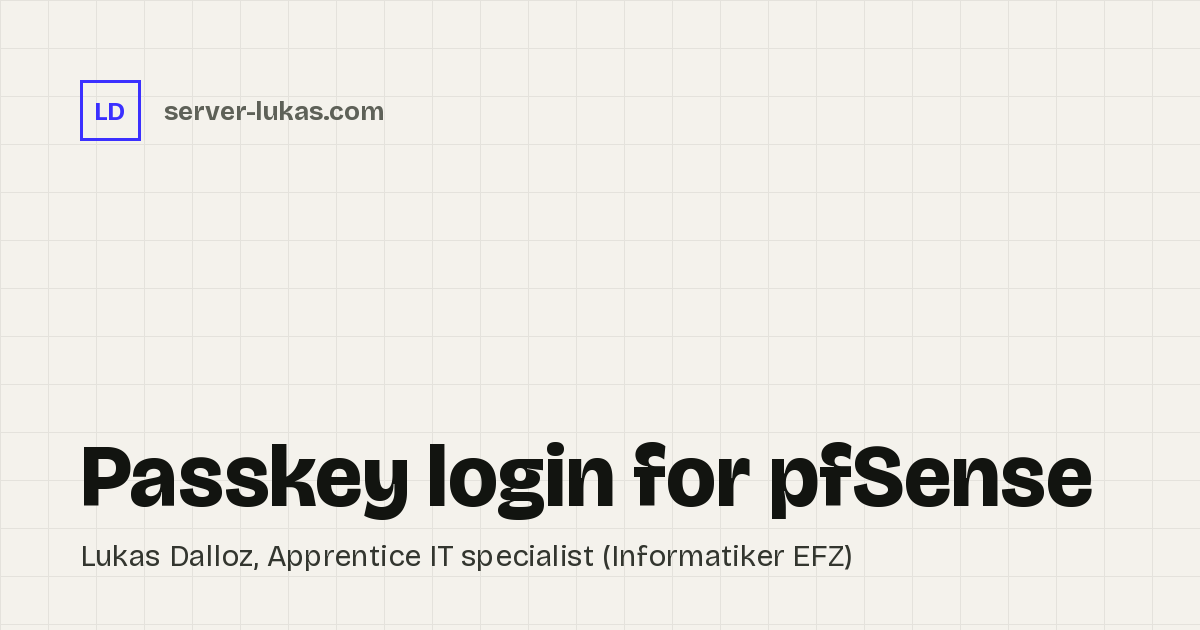 LD
server-lukas.com
Passkey login for pfSense
Lukas Dalloz, Apprentice IT specialist (Informatiker EFZ)